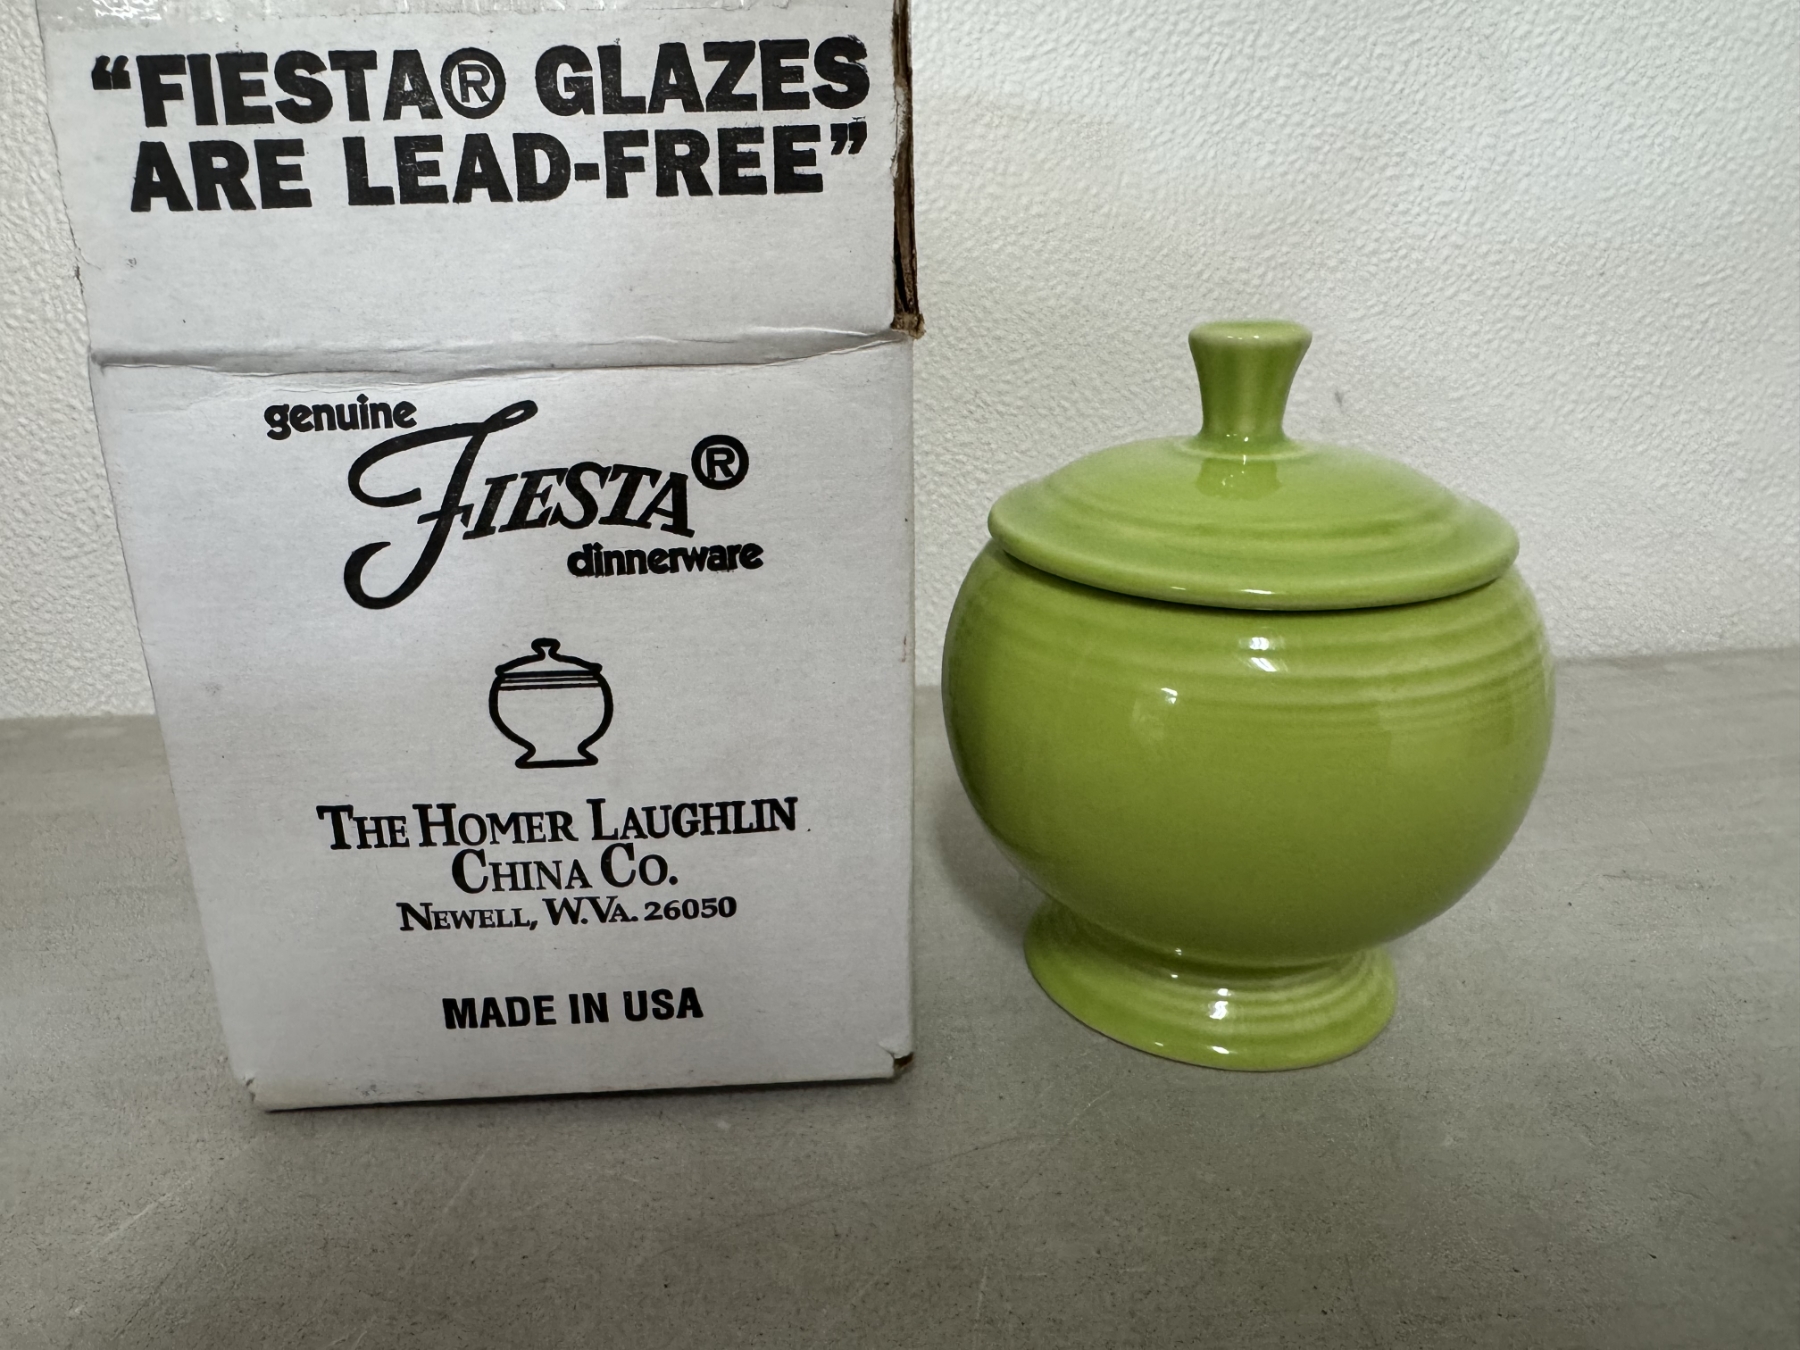 “FIESTA® GLAZES
ARE LEAD-FREE”
genuine
FIESTA®
dinnerware
THE HOMER LAUGHLIN
CHINA CO.
NEWELL, W.VA. 26050
MADE IN USA